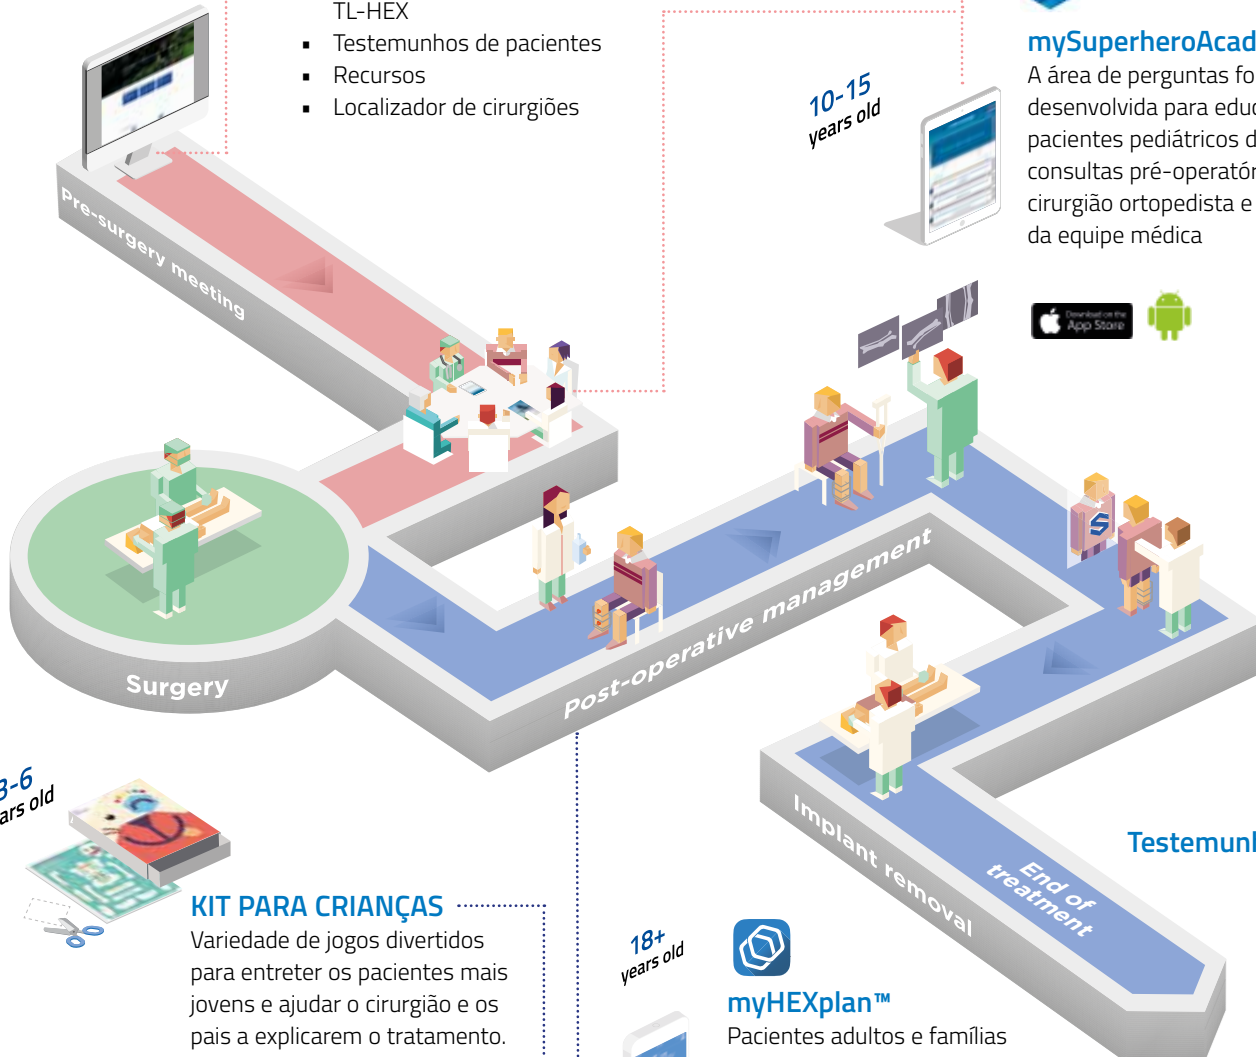 TL-HEX
▪ Testemunhos de pacientes
▪ Recursos
▪ Localizador de cirurgiões
10-15
years old
mySuperheroAcad
A área de perguntas fo
desenvolvida para educ
pacientes pediátricos d
consultas pré-operatór
cirurgião ortopedista e
da equipe médica
Download on the
App Store
Pre-surgery meeting
Surgery
Post-operative management
Implant removal
End of
treatment
3-6
ars old
KIT PARA CRIANÇAS
Variedade de jogos divertidos
para entreter os pacientes mais
jovens e ajudar o cirurgião e os
pais a explicarem o tratamento.
18+
years old
myHEXplan™
Pacientes adultos e famílias
Testemunl